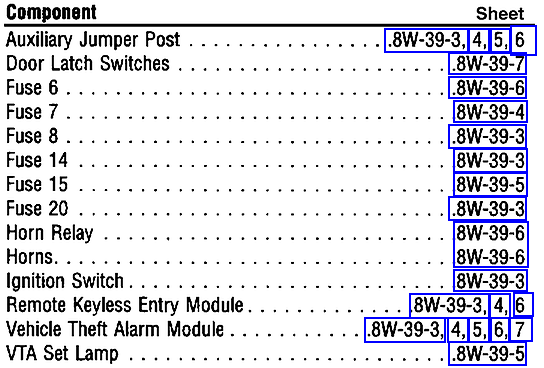 Component Sheet
Auxiliary Jumper Post . . . . . . . . . . . . . . . . .8W-39-3, 4, 5, 6
Door Latch Switches . . . . . . . . . . . . . . . . . . . . . . .8W-39-7
Fuse 6 . . . . . . . . . . . . . . . . . . . . . . . . . . . . . . . .8W-39-6
Fuse 7 . . . . . . . . . . . . . . . . . . . . . . . . . . . . . . . .8W-39-4
Fuse 8 . . . . . . . . . . . . . . . . . . . . . . . . . . . . . . . .8W-39-3
Fuse 14 . . . . . . . . . . . . . . . . . . . . . . . . . . . . . . .8W-39-3
Fuse 15 . . . . . . . . . . . . . . . . . . . . . . . . . . . . . . .8W-39-5
Fuse 20 . . . . . . . . . . . . . . . . . . . . . . . . . . . . . . .8W-39-3
Horn Relay . . . . . . . . . . . . . . . . . . . . . . . . . . . . .8W-39-6
Horns. . . . . . . . . . . . . . . . . . . . . . . . . . . . . . . . .8W-39-6
Ignition Switch . . . . . . . . . . . . . . . . . . . . . . . . . . .8W-39-3
Remote Keyless Entry Module . . . . . . . . . . . . .8W-39-3, 4, 6
Vehicle Theft Alarm Module . . . . . . . . . . .8W-39-3, 4, 5, 6, 7
VTA Set Lamp . . . . . . . . . . . . . . . . . . . . . . . . . . .8W-39-5